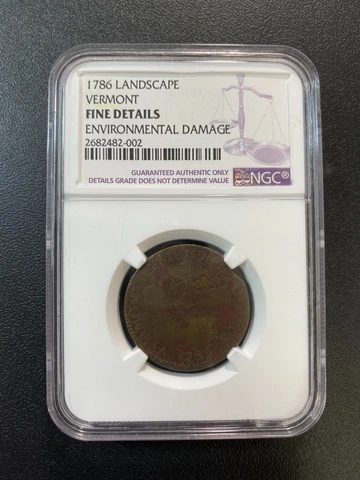 1786 LANDSCAPE
VERMONT
FINE DETAILS
ENVIRONMENTAL DAMAGE
2682482-002
GUARANTEED AUTHENTIC ONLY
DETAILS GRADE DOES NOT DETERMINE VALUE
NGC®